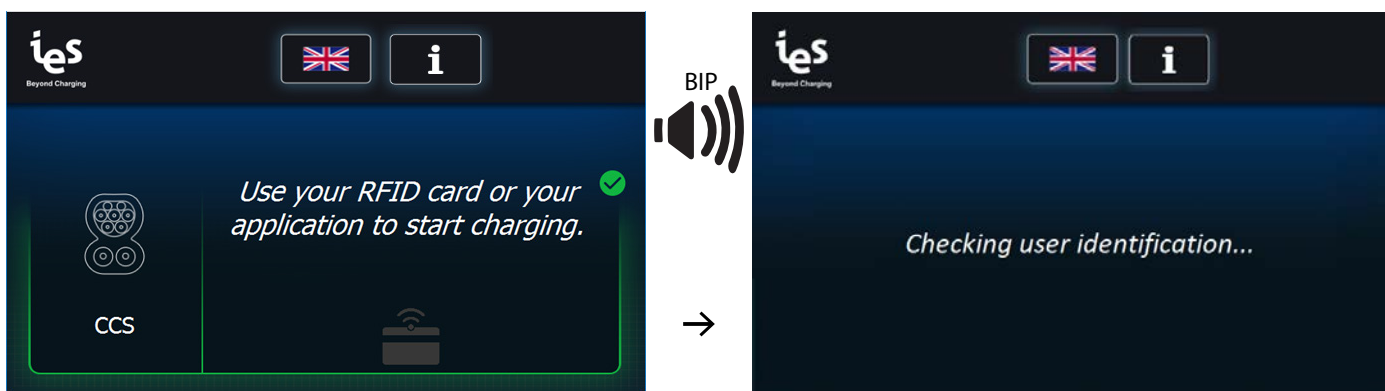 ies
Beyond Charging
i
Use your RFID card or your
application to start charging.
CCS
BIP
→
ies
Beyond Charging
i
Checking user identification...